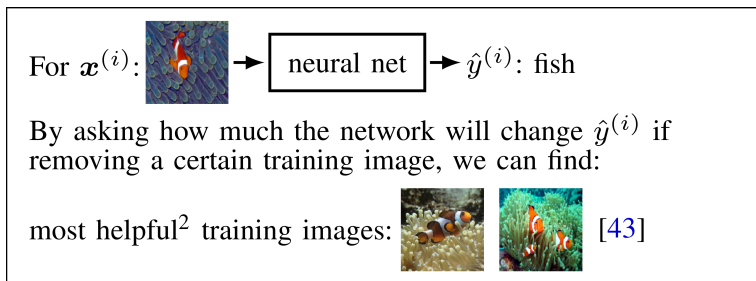 For x^(i): neural net ŷ^(i): fish
By asking how much the network will change ŷ^(i) if
removing a certain training image, we can find:
most helpful² training images: [43]